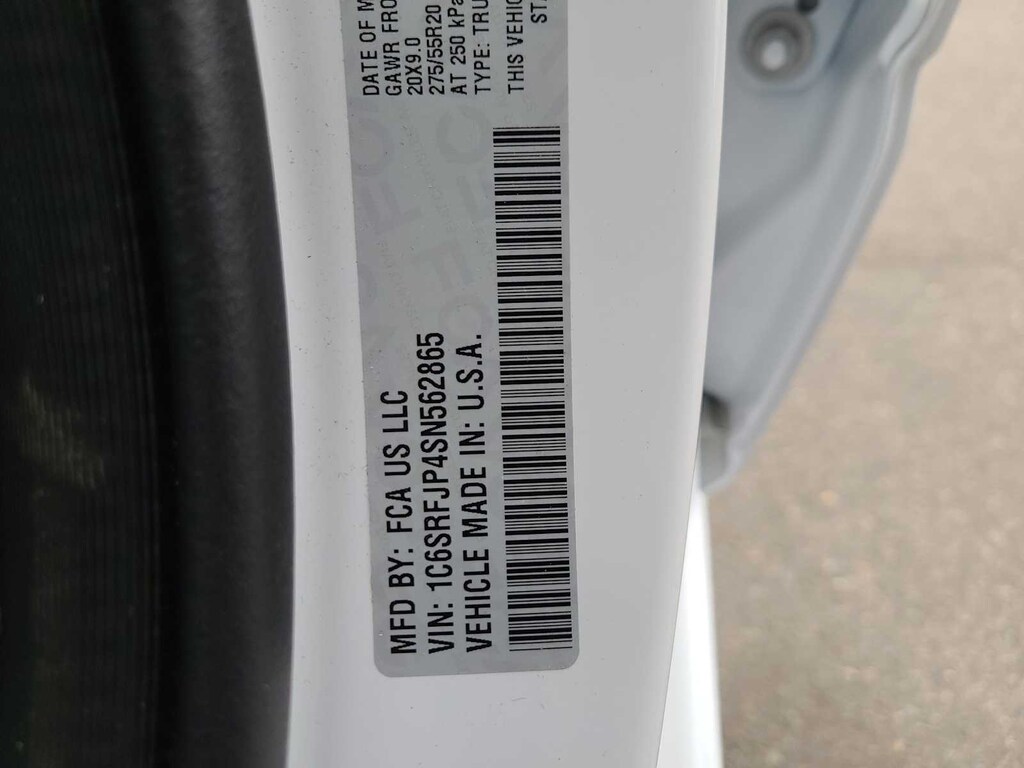 MFD BY: FCA US LLC
VIN: 1C6SRFJP4SN562865
VEHICLE MADE IN: U.S.A.
DATE OF M
GAWR FRO
20X9.0
275/55R20
AT 250 kPa
TYPE: TRU
THIS VEHIC
ST